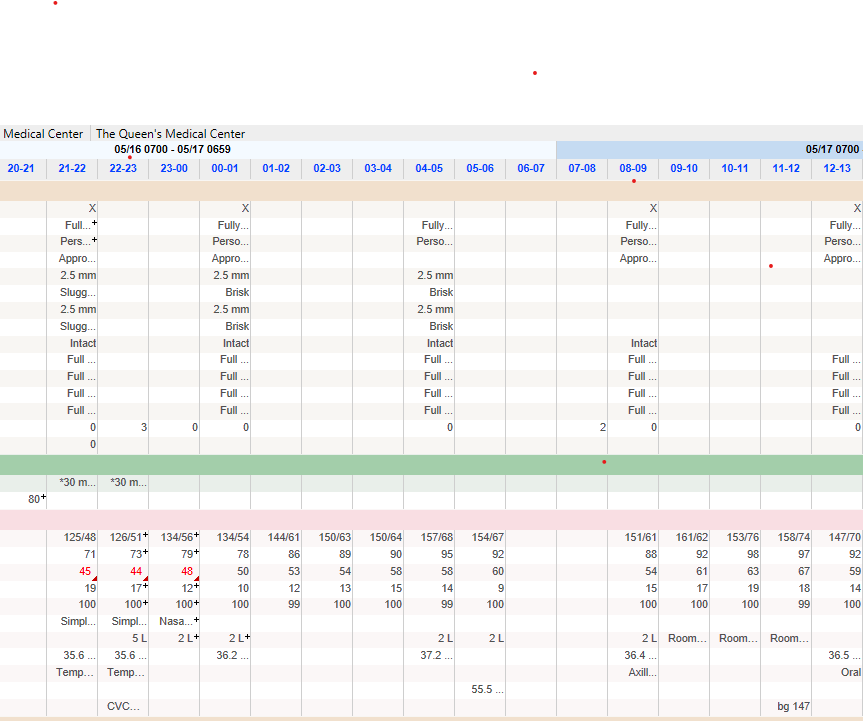 Medical Center The Queen's Medical Center
05/16 0700 - 05/17 0659 05/17 0700 -
20-21 21-22 22-23 23-00 00-01 01-02 02-03 03-04 04-05 05-06 06-07 07-08 08-09 09-10 10-11 11-12 12-13
X X X X
Full...+ Fully... Fully... Fully... Fully...
Pers...+ Perso... Perso... Perso... Perso...
Appro... Appro... Appro... Appro...
2.5 mm 2.5 mm 2.5 mm
Slugg... Brisk Brisk
2.5 mm 2.5 mm 2.5 mm
Slugg... Brisk Brisk
Intact Intact Intact Intact
Full ... Full ... Full ... Full ... Full ...
Full ... Full ... Full ... Full ... Full ...
Full ... Full ... Full ... Full ... Full ...
Full ... Full ... Full ... Full ... Full ...
0 3 0 0 0 2 0 0
0
*30 m... *30 m...
80+
125/48 126/51+ 134/56+ 134/54 144/61 150/63 150/64 157/68 154/67 151/61 161/62 153/76 158/74 147/70
71 73+ 79+ 78 86 89 90 95 92 88 92 98 97 92
45 44 48 50 53 54 58 58 60 54 61 63 67 59
19 17+ 12+ 10 12 13 15 14 9 15 17 19 18 14
100 100+ 100+ 100 99 100 100 99 100 100 100 100 99 100
Simpl... Simpl... Nasa...+
5 L 2 L+ 2 L+ 2 L 2 L 2 L Room... Room... Room...
35.6 ... 35.6 ... 36.2 ... 37.2 ... 36.4 ... 36.5 ...
Temp... Temp... Axill... Oral
55.5 ...
CVC... bg 147